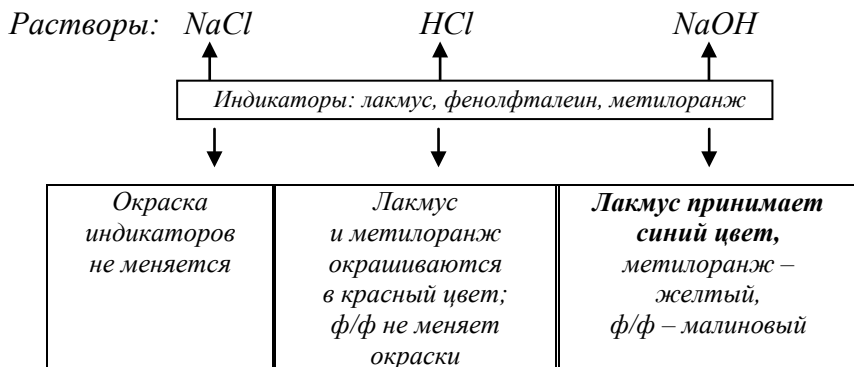 Растворы: NaCl HCl NaOH
Индикаторы: лакмус, фенолфталеин, метилоранж
Окраска
индикаторов
не меняется
Лакмус
и метилоранж
окрашиваются
в красный цвет;
ф/ф не меняет
окраски
Лакмус принимает
синий цвет,
метилоранж –
желтый,
ф/ф – малиновый